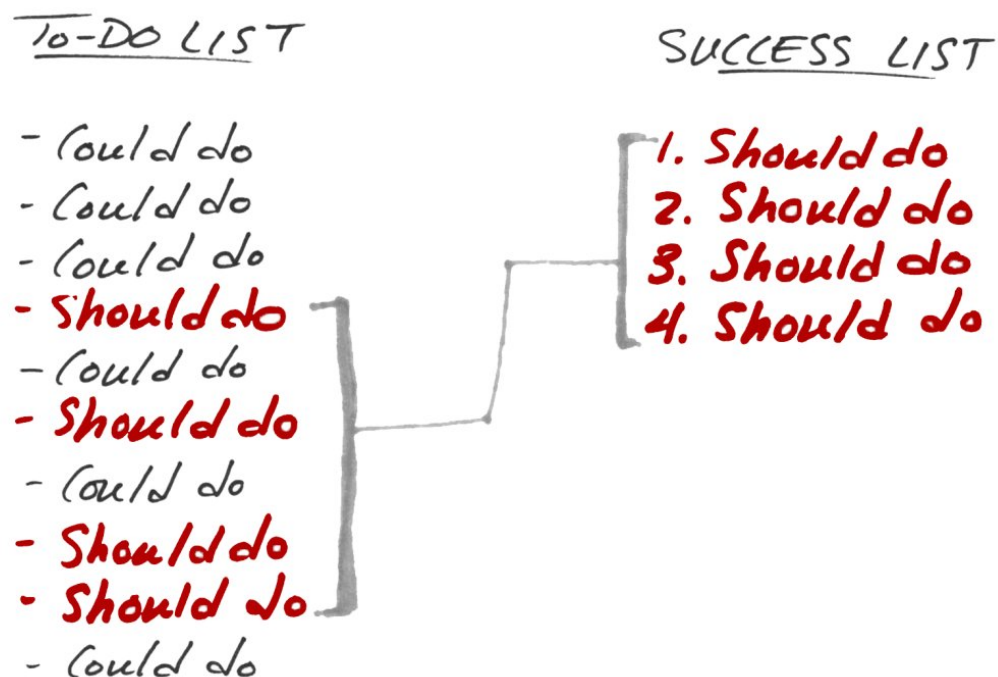 TO-DO LIST
- Could do
- Could do
- Could do
- Should do
- Could do
- Should do
- Could do
- Should do
- Should do
- Could do
SUCCESS LIST
1. Should do
2. Should do
3. Should do
4. Should do